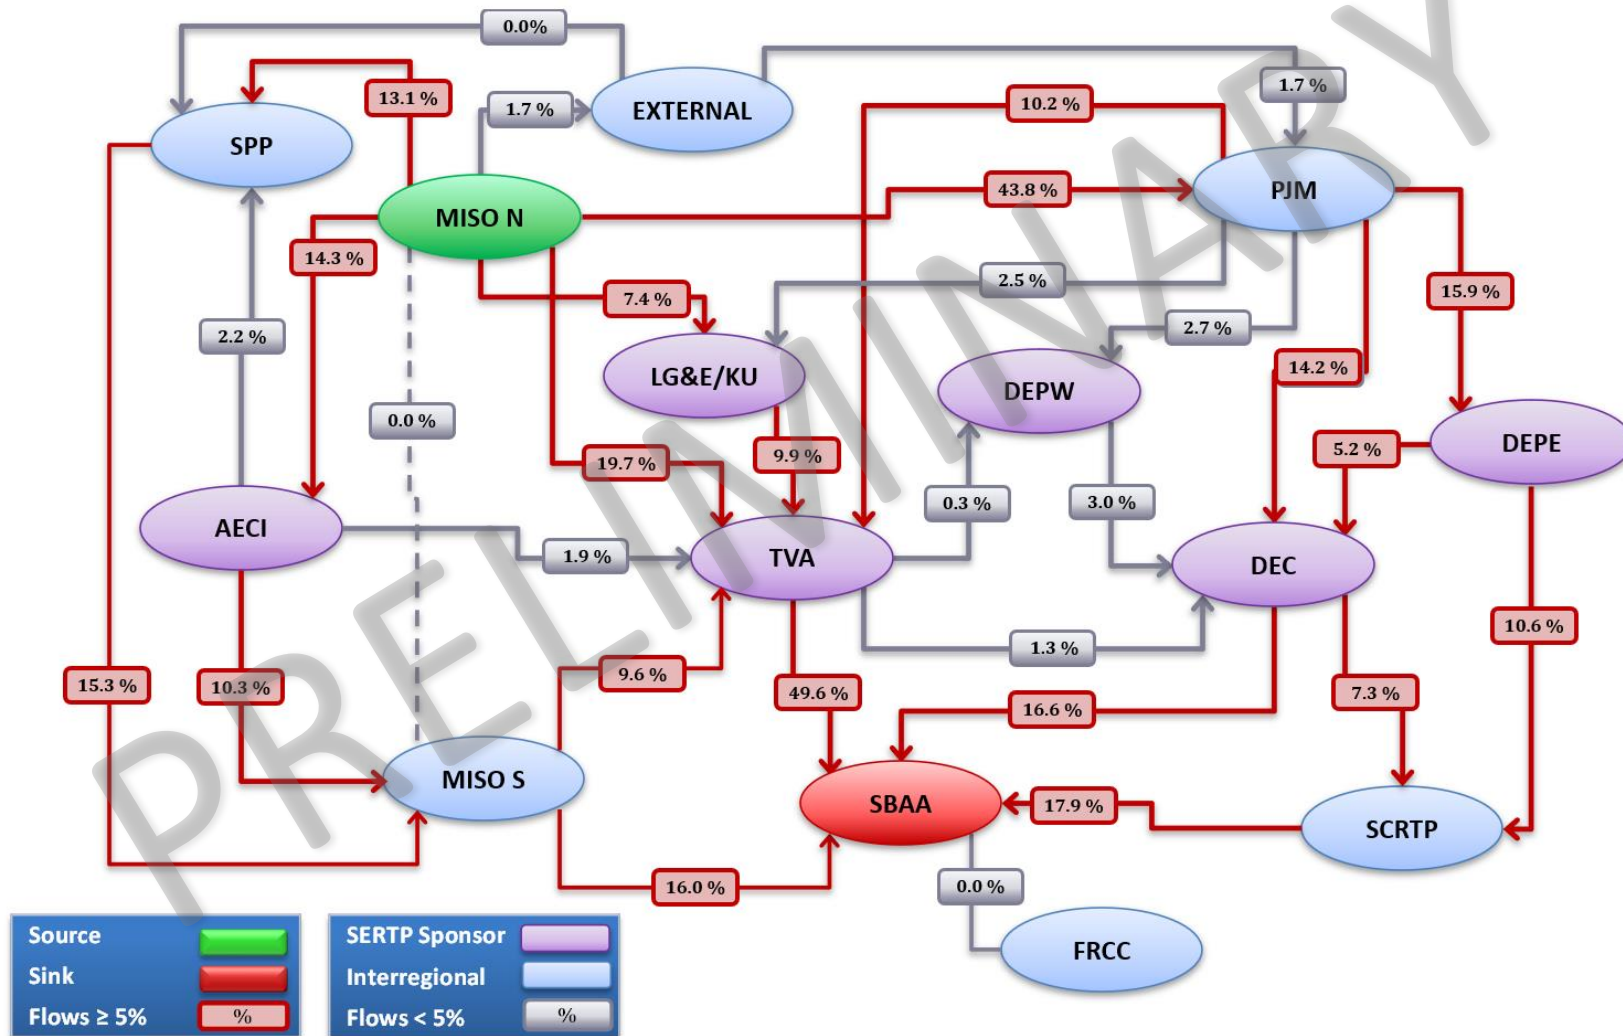 0.0%
EXTERNAL
1.7 %
13.1 %
1.7 %
10.2 %
SPP
PJM
43.8 %
MISO N
14.3 %
2.5 %
15.9 %
7.4 %
2.7 %
2.2 %
LG&E/KU
14.2 %
DEPW
0.0 %
DEPE
5.2 %
9.9 %
19.7 %
0.3 %
3.0 %
AECI
1.9 %
TVA
DEC
10.6 %
1.3 %
9.6 %
15.3 %
10.3 %
49.6 %
7.3 %
16.6 %
MISO S
SBAA
17.9 %
SCRTP
16.0 %
0.0 %
FRCC
PRELIMINARY
Source
Sink
Flows ≥ 5% %
SERTP Sponsor
Interregional
Flows < 5% %